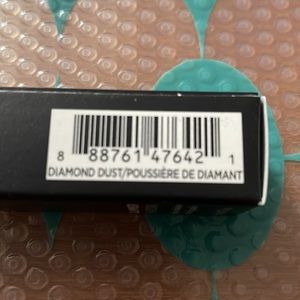 8 88761 47642 1
DIAMOND DUST/POUSSIÈRE DE DIAMANT